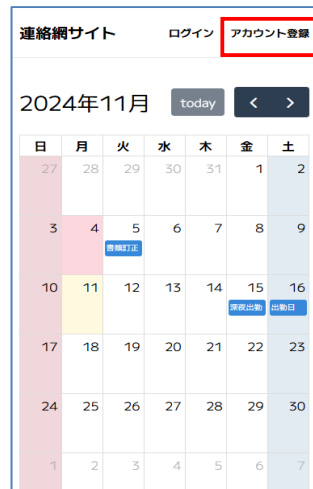 連絡網サイト ログイン アカウント登録
2024年11月 today < >
日 月 火 水 木 金 土
27 28 29 30 31 1 2
3 4 5 6 7 8 9
書類訂正
10 11 12 13 14 15 16
深夜出勤 出勤日
17 18 19 20 21 22 23
24 25 26 27 28 29 30
1 2 3 4 5 6 7